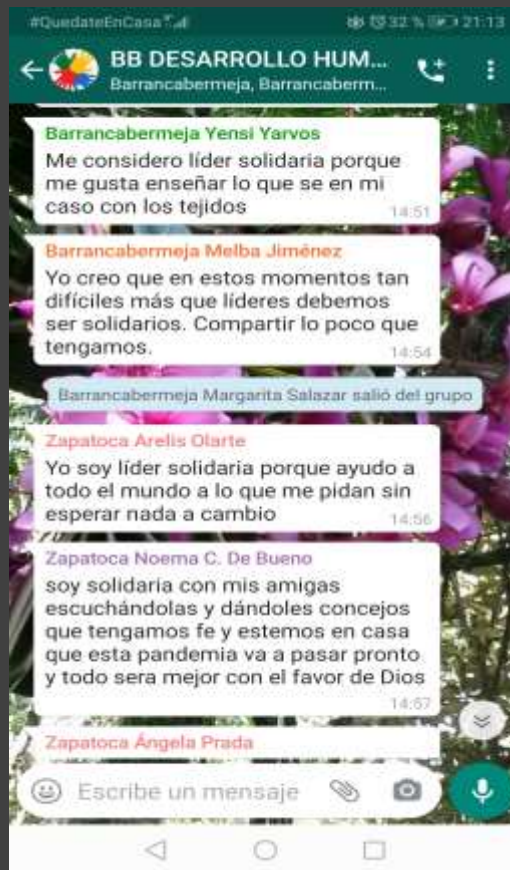 #QuedateEnCasa
32 % 21:13
BB DESARROLLO HUM...
Barrancabermeja, Barrancaberm...
Barrancabermeja Yensi Yarvos
Me considero líder solidaria porque
me gusta enseñar lo que se en mi
caso con los tejidos
14:51
Barrancabermeja Melba Jiménez
Yo creo que en estos momentos tan
difíciles más que líderes debemos
ser solidarios. Compartir lo poco que
tengamos.
14:54
Barrancabermeja Margarita Salazar salió del grupo
Zapatoca Arelis Olarte
Yo soy líder solidaria porque ayudo a
todo el mundo a lo que me pidan sin
esperar nada a cambio
14:56
Zapatoca Noema C. De Bueno
soy solidaria con mis amigas
escuchándolas y dándoles concejos
que tengamos fe y estemos en casa
que esta pandemia va a pasar pronto
y todo sera mejor con el favor de Dios
14:57
Zapatoca Ángela Prada
Escribe un mensaje